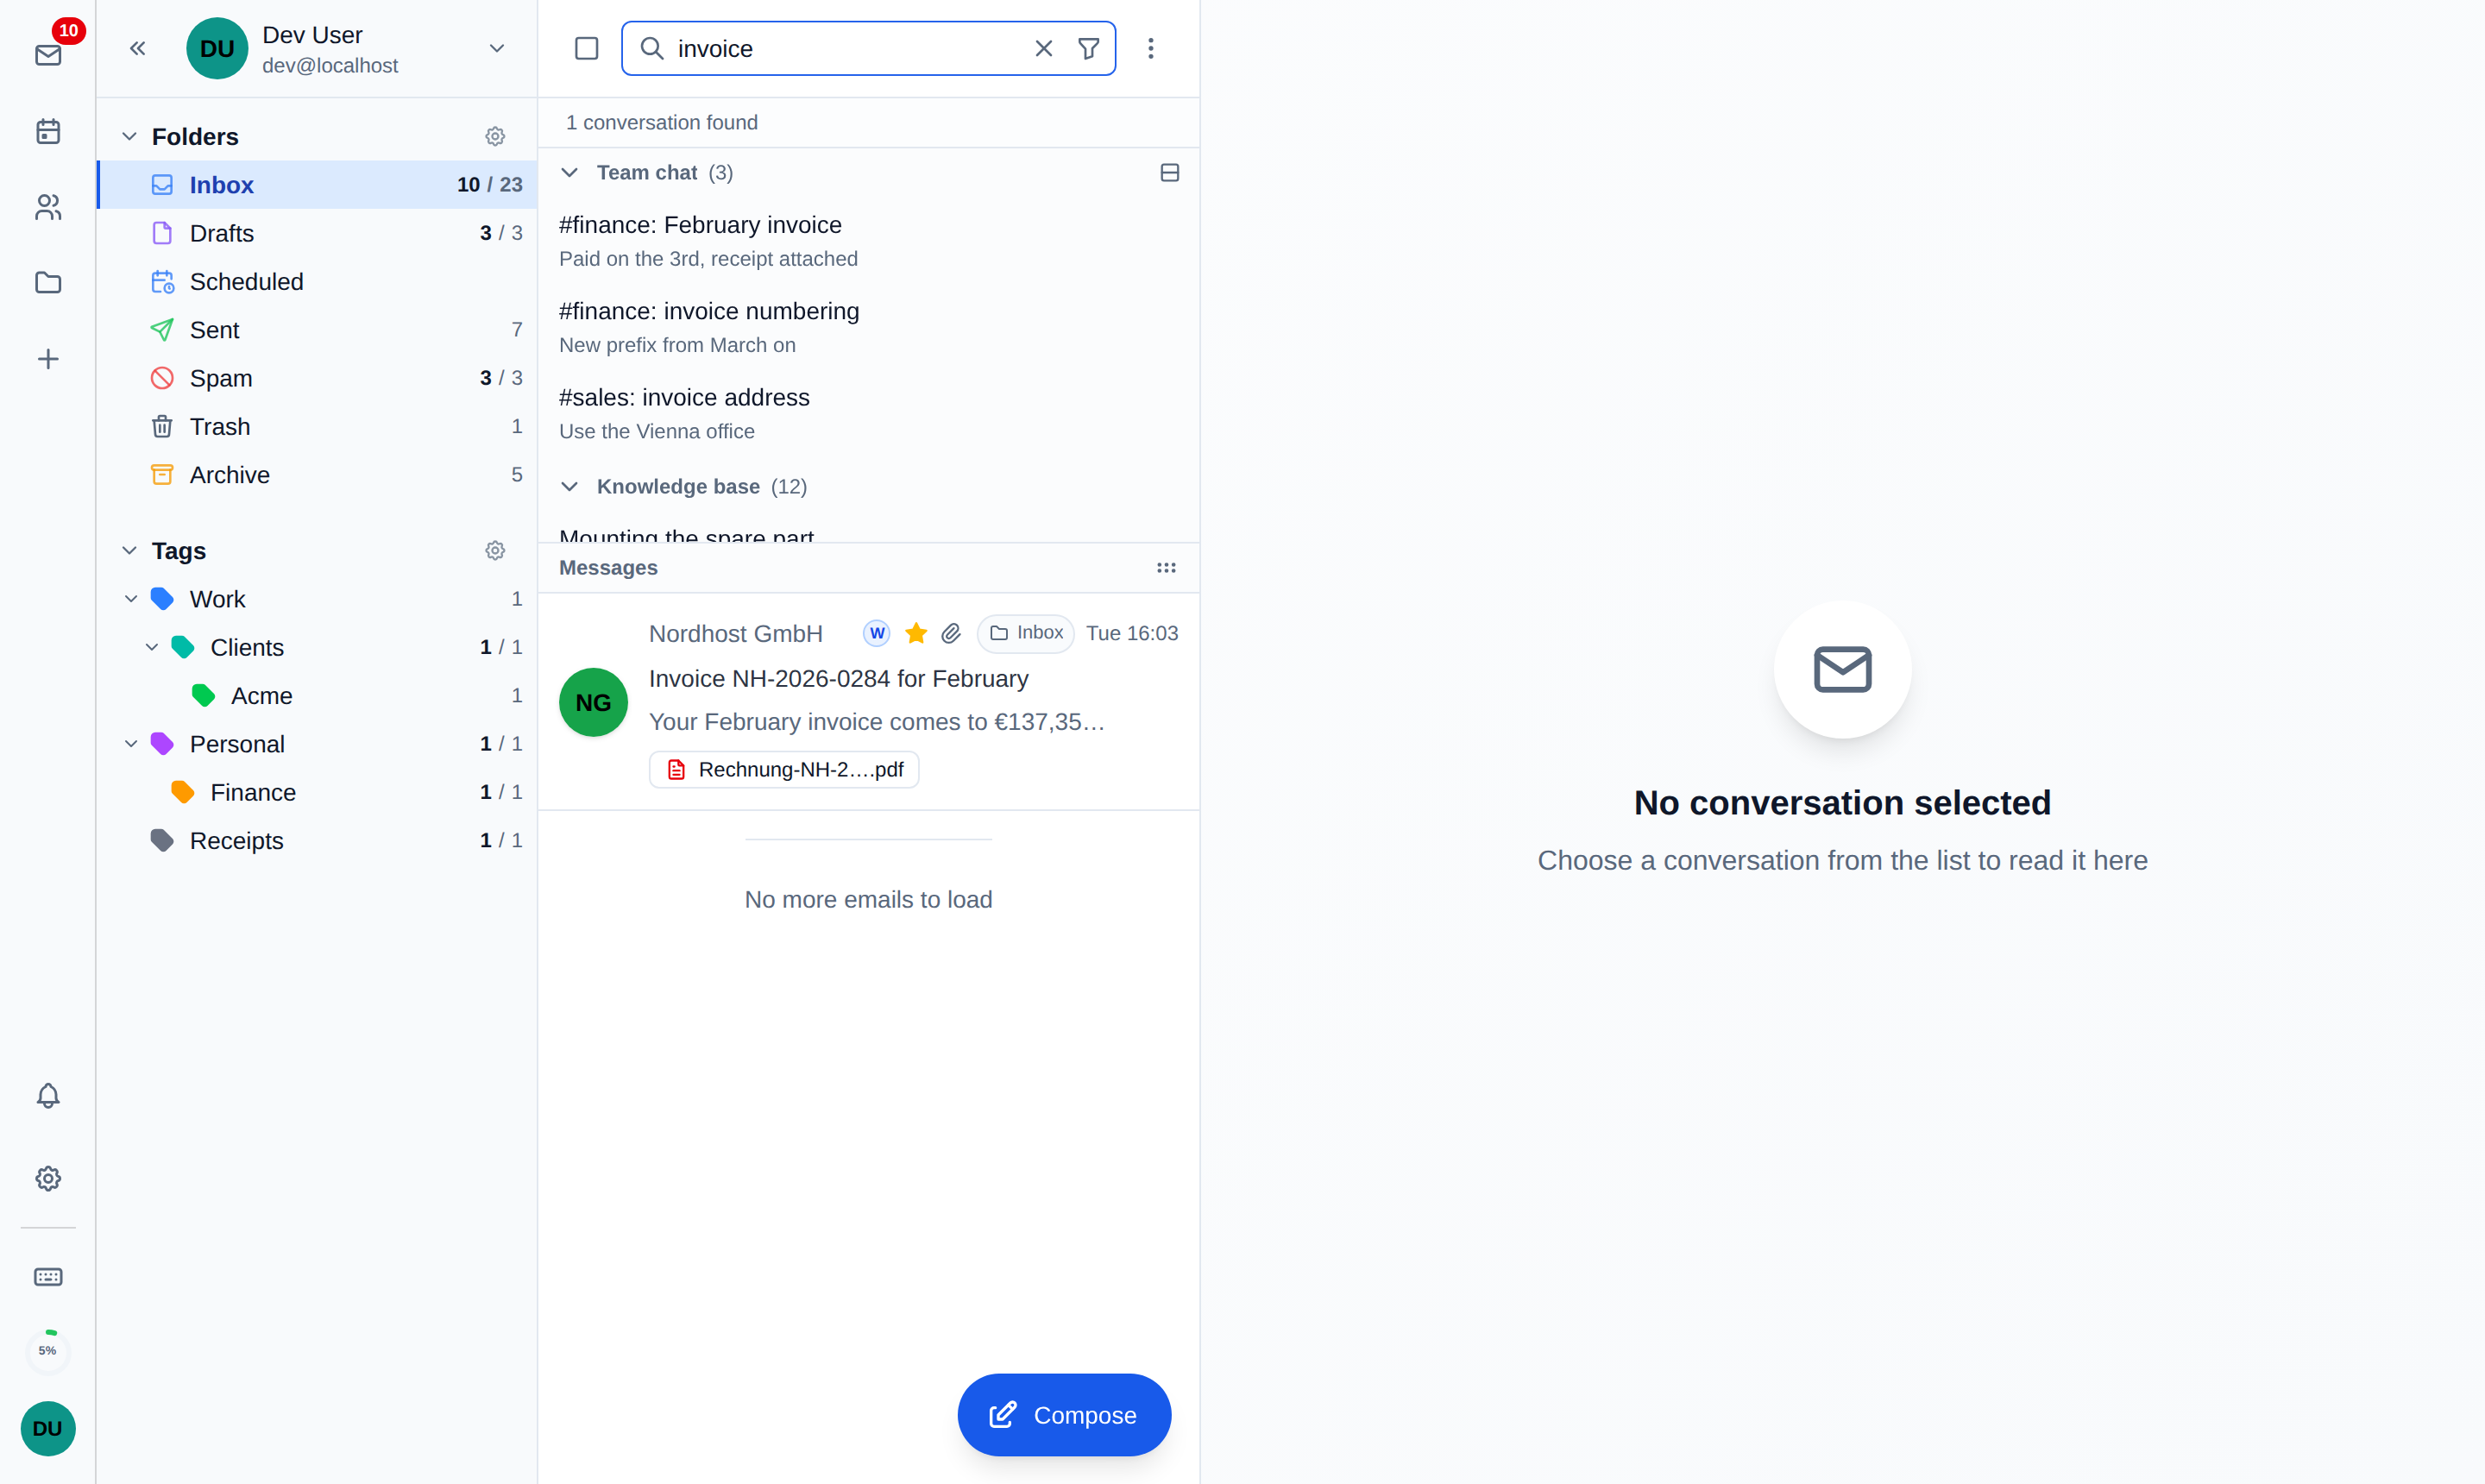 10
DU
Dev User
dev@localhost
Folders
Inbox 10 / 23
Drafts 3 / 3
Scheduled
Sent 7
Spam 3 / 3
Trash 1
Archive 5
Tags
Work 1
Clients 1 / 1
Acme 1
Personal 1 / 1
Finance 1 / 1
Receipts 1 / 1
5%
DU
invoice
1 conversation found
Team chat (3)
#finance: February invoice
Paid on the 3rd, receipt attached
#finance: invoice numbering
New prefix from March on
#sales: invoice address
Use the Vienna office
Knowledge base (12)
Mounting the spare part
Messages
Nordhost GmbH W Inbox Tue 16:03
NG
Invoice NH-2026-0284 for February
Your February invoice comes to €137,35…
Rechnung-NH-2….pdf
No more emails to load
Compose
No conversation selected
Choose a conversation from the list to read it here